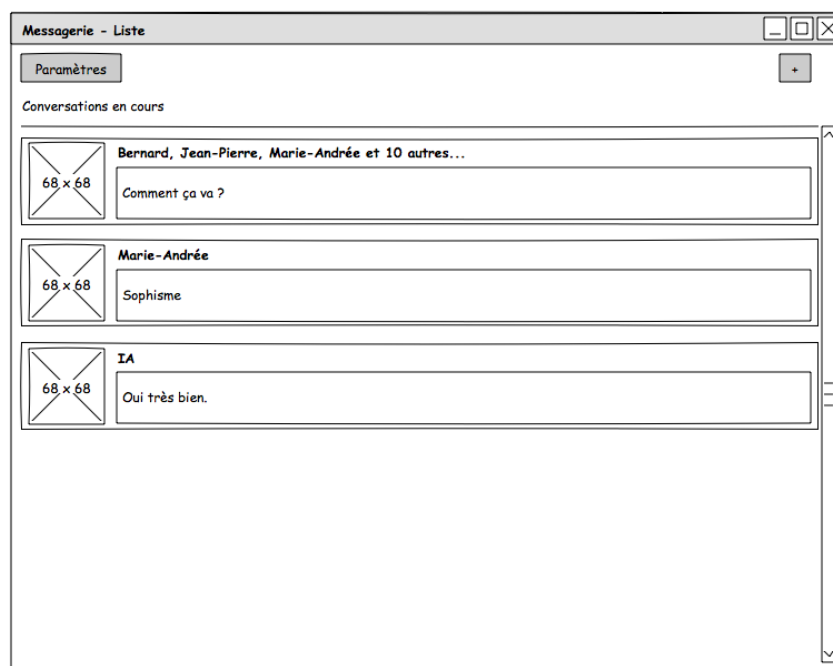 Messagerie - Liste
Paramètres
+
Conversations en cours
68 x 68
Bernard, Jean-Pierre, Marie-Andrée et 10 autres...
Comment ça va ?
68 x 68
Marie-Andrée
Sophisme
68 x 68
IA
Oui très bien.